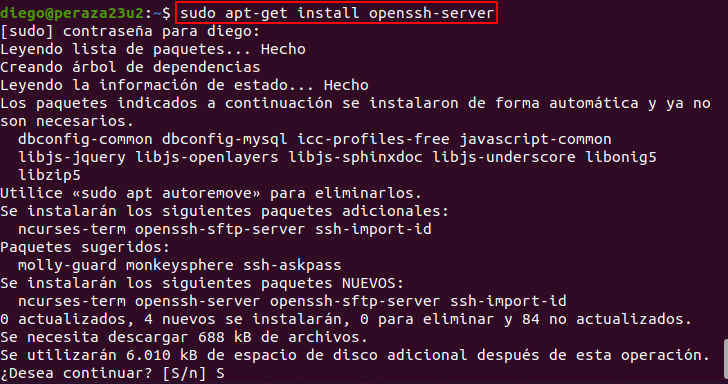 diego@peraza23u2:~$ sudo apt-get install openssh-server
[sudo] contraseña para diego:
Leyendo lista de paquetes... Hecho
Creando árbol de dependencias
Leyendo la información de estado... Hecho
Los paquetes indicados a continuación se instalaron de forma automática y ya no
son necesarios.
  dbconfig-common dbconfig-mysql icc-profiles-free javascript-common
  libjs-jquery libjs-openlayers libjs-sphinxdoc libjs-underscore libonig5
  libzip5
Utilice «sudo apt autoremove» para eliminarlos.
Se instalarán los siguientes paquetes adicionales:
  ncurses-term openssh-sftp-server ssh-import-id
Paquetes sugeridos:
  molly-guard monkeysphere ssh-askpass
Se instalarán los siguientes paquetes NUEVOS:
  ncurses-term openssh-server openssh-sftp-server ssh-import-id
0 actualizados, 4 nuevos se instalarán, 0 para eliminar y 84 no actualizados.
Se necesita descargar 688 kB de archivos.
Se utilizarán 6.010 kB de espacio de disco adicional después de esta operación.
¿Desea continuar? [S/n] S